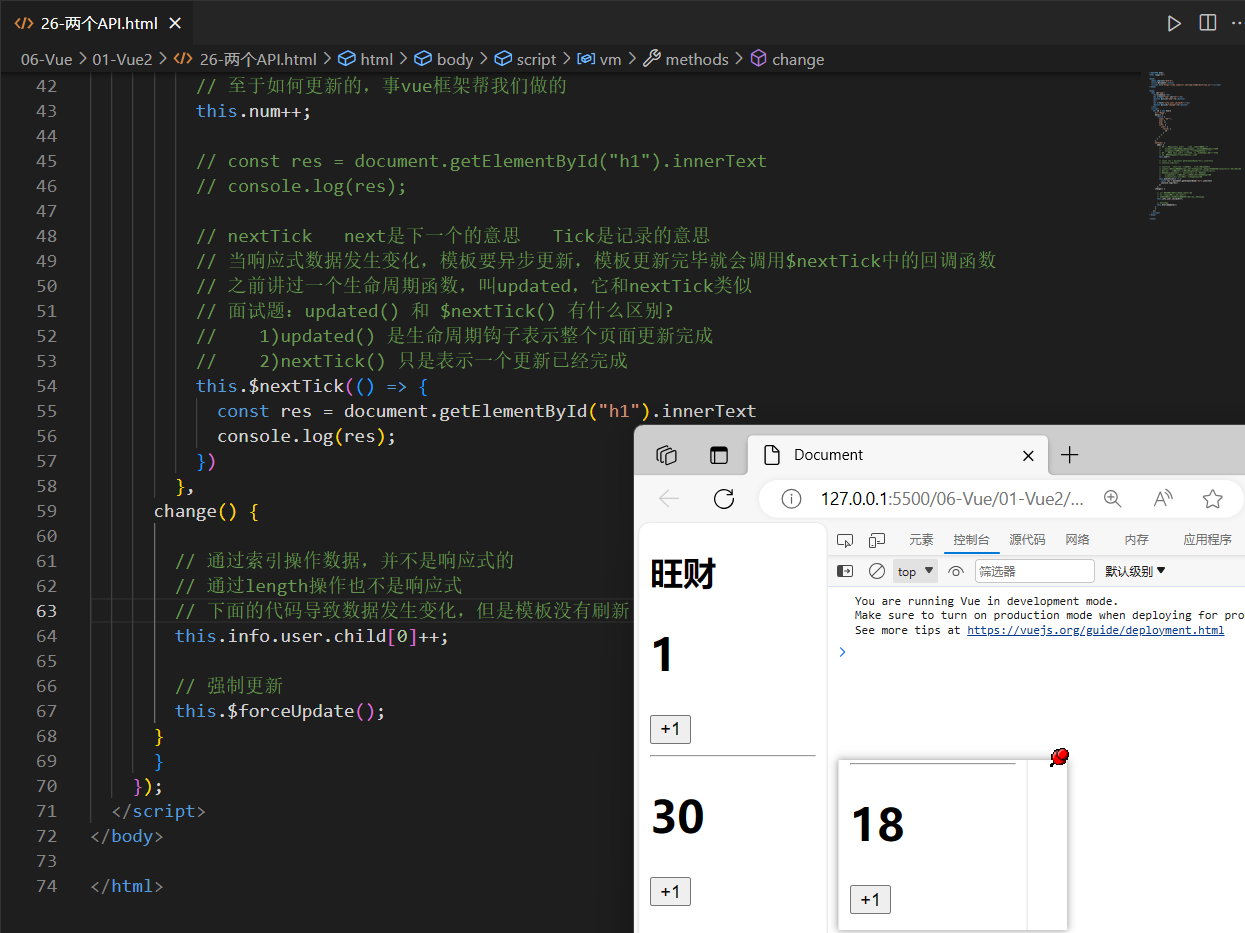 26-两个API.html
06-Vue > 01-Vue2 > 26-两个API.html > html > body > script > vm > methods > change
42 // 至于如何更新的，事vue框架帮我们做的
43 this.num++;
44
45 // const res = document.getElementById("h1").innerText
46 // console.log(res);
47
48 // nextTick   next是下一个的意思   Tick是记录的意思
49 // 当响应式数据发生变化，模板要异步更新，模板更新完毕就会调用$nextTick中的回调函数
50 // 之前讲过一个生命周期函数，叫updated，它和nextTick类似
51 // 面试题：updated() 和 $nextTick() 有什么区别?
52 //    1)updated() 是生命周期钩子表示整个页面更新完成
53 //    2)nextTick() 只是表示一个更新已经完成
54 this.$nextTick(() => {
55 const res = document.getElementById("h1").innerText
56 console.log(res);
57 })
58 },
59 change() {
60
61 // 通过索引操作数据，并不是响应式的
62 // 通过length操作也不是响应式
63 // 下面的代码导致数据发生变化，但是模板没有刷新
64 this.info.user.child[0]++;
65
66 // 强制更新
67 this.$forceUpdate();
68 }
69 }
70 });
71 </script>
72 </body>
73
74 </html>
Document
127.0.0.1:5500/06-Vue/01-Vue2/...
元素 控制台 源代码 网络 内存 应用程序
top 筛选器 默认级别
You are running Vue in development mode.
Make sure to turn on production mode when deploying for pro
See more tips at https://vuejs.org/guide/deployment.html
旺财
1
+1
30
+1
18
+1